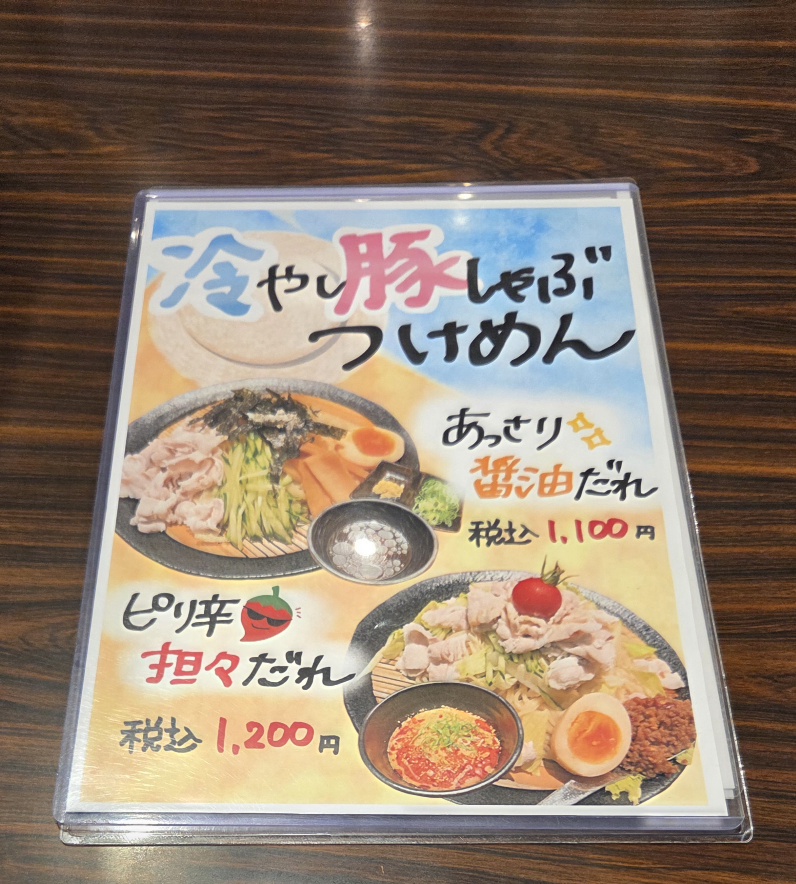 冷やし豚しゃぶ
つけめん
あっさり
醤油だれ
税込1,100円
ピリ辛
担々だれ
税込1,200円